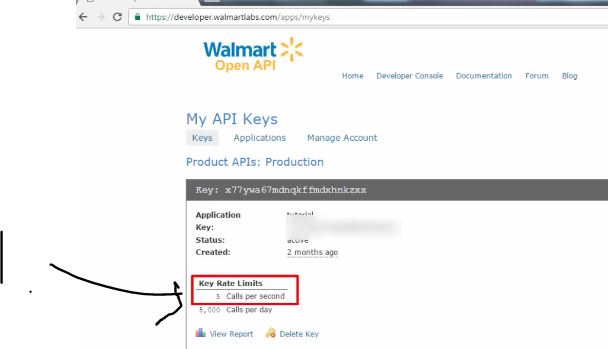 https://developer.walmartlabs.com/apps/mykeys
Walmart
Open API
Home Developer Console Documentation Forum Blog
My API Keys
Keys Applications Manage Account
Product APIs: Production
Key: x77ywa67mdnqkffmdxhnkzxx
Application tutorial
Key:
Status: active
Created: 2 months ago
Key Rate Limits
5 Calls per second
5,000 Calls per day
View Report Delete Key